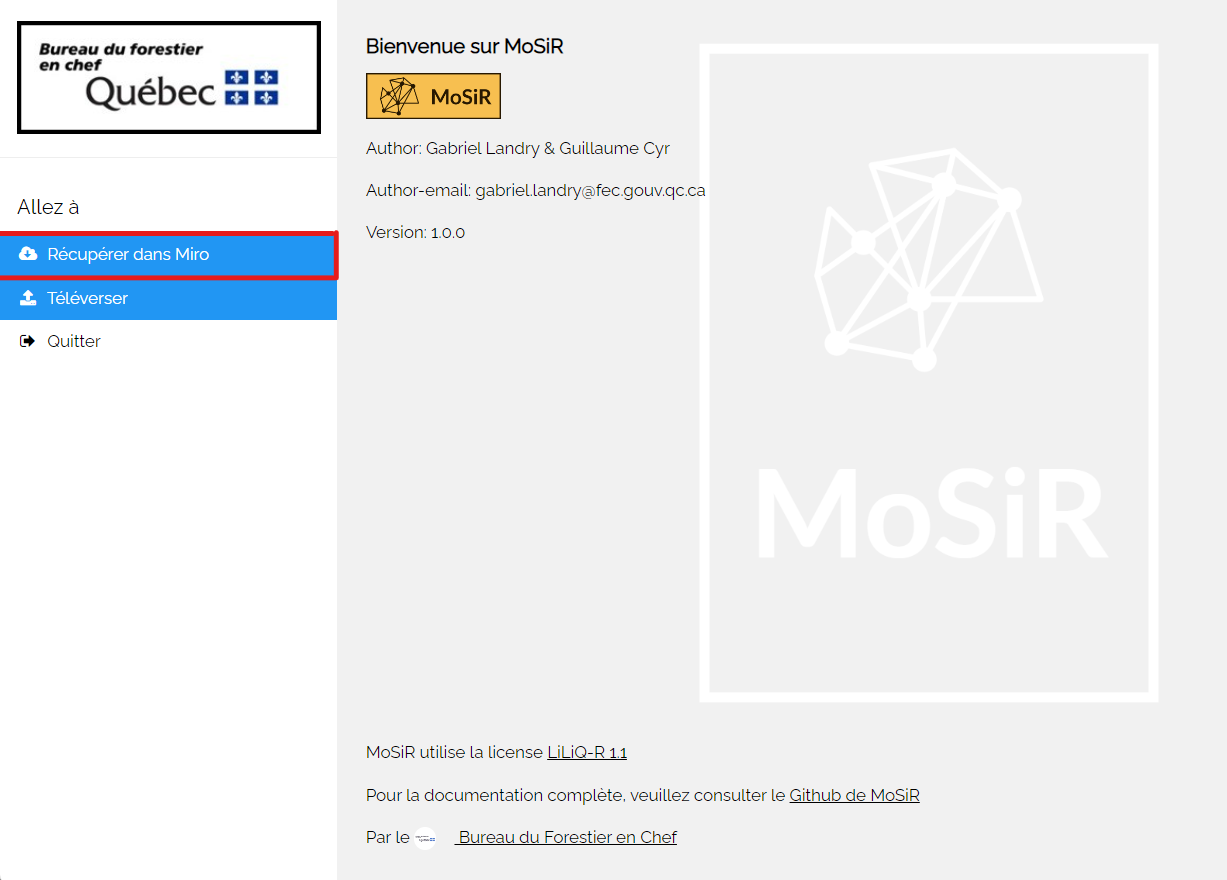 Bureau du forestier
en chef
Québec
Allez à
Récupérer dans Miro
Téléverser
Quitter
Bienvenue sur MoSiR
MoSiR
Author: Gabriel Landry & Guillaume Cyr
Author-email: gabriel.landry@fec.gouv.qc.ca
Version: 1.0.0
MoSiR
MoSiR utilise la license LiLiQ-R 1.1
Pour la documentation complète, veuillez consulter le Github de MoSiR
Par le Bureau du Forestier en Chef